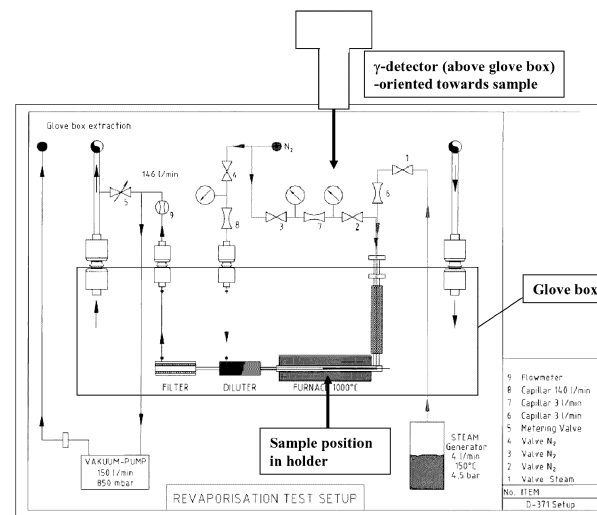 γ-detector (above glove box)
-oriented towards sample
Glove box extraction
N₂
146 l/min
1
4
5
9
6
8
3
7
2
Glove box
FILTER
DILUTER
FURNACE 1000°C
Sample position
in holder
STEAM
Generator
4 l/min
150°C
4.5 bar
VAKUUM-PUMP
150 l/min
850 mbar
REVAPORISATION TEST SETUP
9 Flowmeter
8 Capillar 140 l/min
7 Capillar 3 l/min
6 Capillar 3 l/min
5 Metering Valve
4 Valve N₂
3 Valve N₂
2 Valve N₂
1 Valve Steam
No. ITEM
D-371 Setup